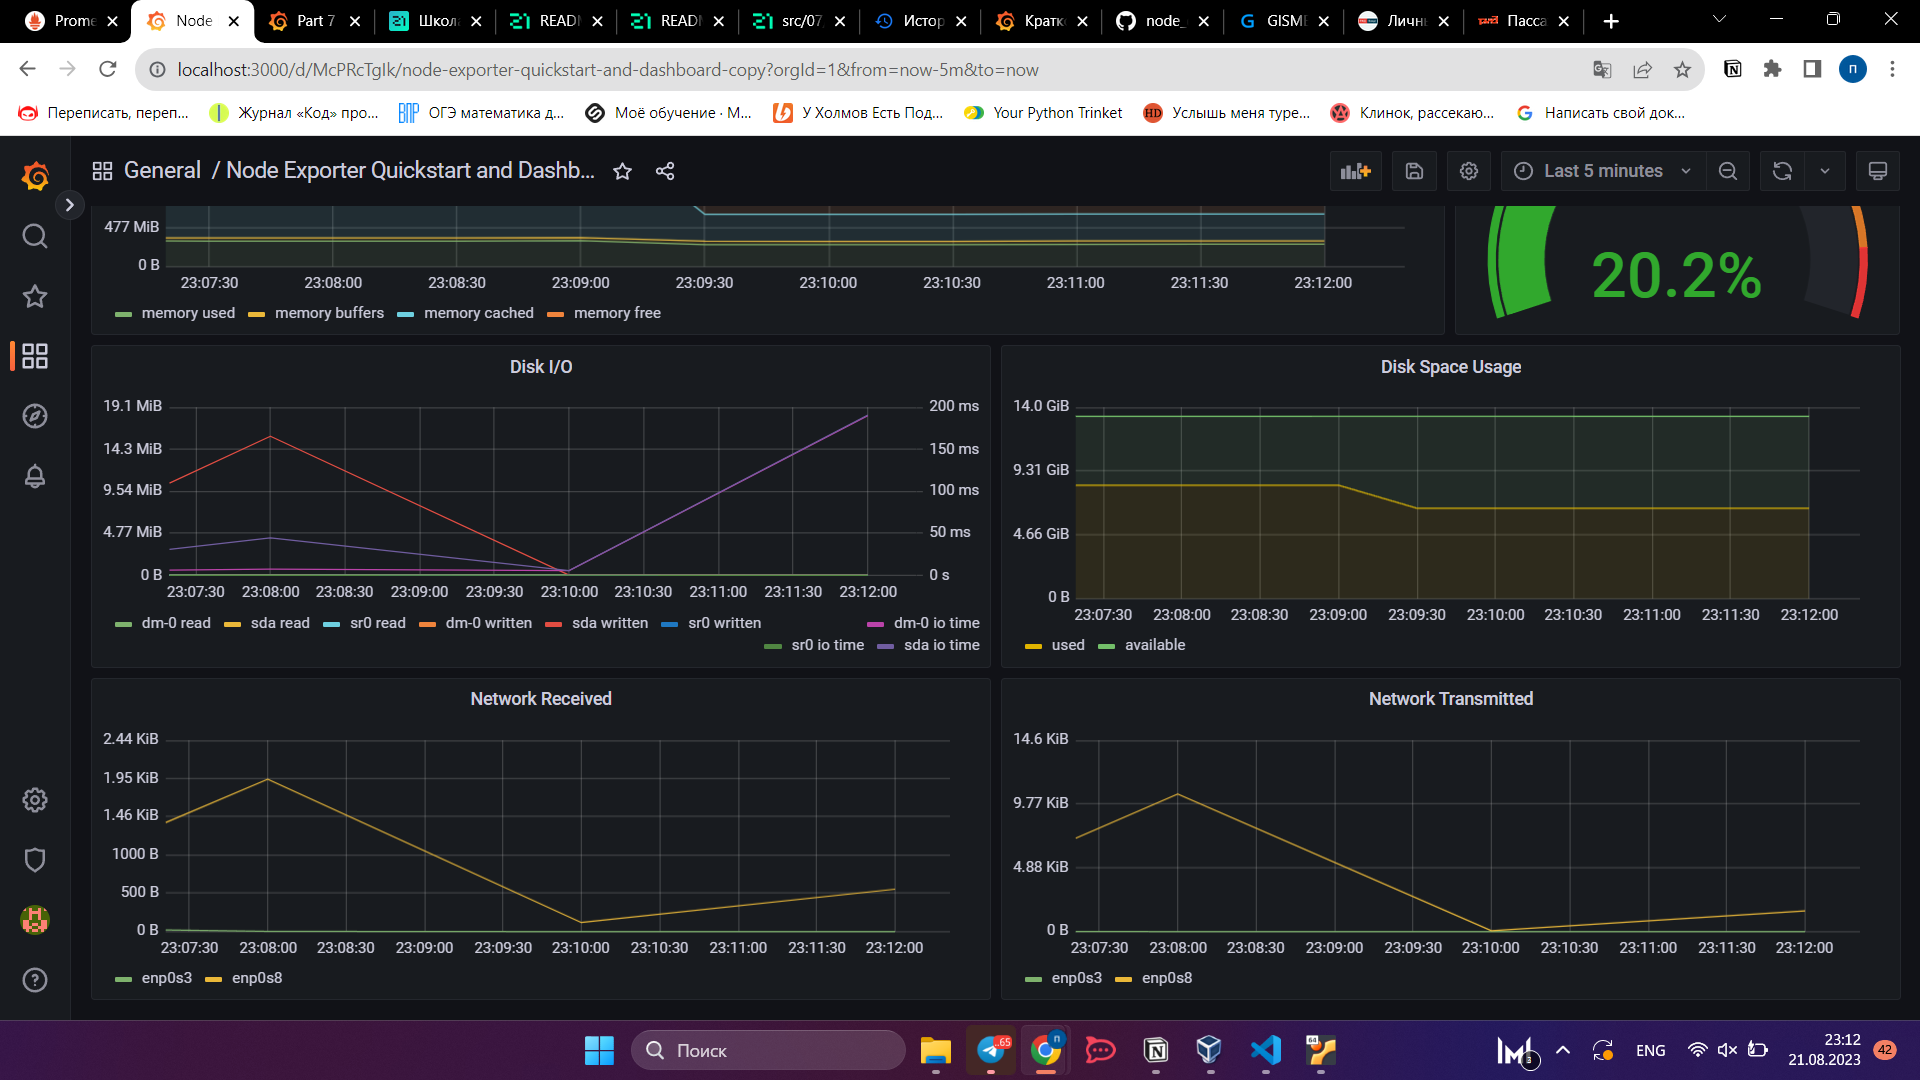 Prome
Node
Part 7
Школ
READM
READM
src/07
Истор
Кратк
node_
GISME
Личн
Пасса
localhost:3000/d/McPRcTgIk/node-exporter-quickstart-and-dashboard-copy?orgId=1&from=now-5m&to=now
П
Переписать, переп...
Журнал «Код» про...
ОГЭ математика д...
Моё обучение · М...
У Холмов Есть Под...
Your Python Trinket
Услышь меня туре...
Клинок, рассекаю...
Написать свой док...
General / Node Exporter Quickstart and Dashb...
Last 5 minutes
477 MiB
0 B
23:07:30 23:08:00 23:08:30 23:09:00 23:09:30 23:10:00 23:10:30 23:11:00 23:11:30 23:12:00
memory used memory buffers memory cached memory free
20.2%
Disk I/O
19.1 MiB
14.3 MiB
9.54 MiB
4.77 MiB
0 B
200 ms
150 ms
100 ms
50 ms
0 s
23:07:30 23:08:00 23:08:30 23:09:00 23:09:30 23:10:00 23:10:30 23:11:00 23:11:30 23:12:00
dm-0 read sda read sr0 read dm-0 written sda written sr0 written dm-0 io time
sr0 io time sda io time
Disk Space Usage
14.0 GiB
9.31 GiB
4.66 GiB
0 B
23:07:30 23:08:00 23:08:30 23:09:00 23:09:30 23:10:00 23:10:30 23:11:00 23:11:30 23:12:00
used available
Network Received
2.44 KiB
1.95 KiB
1.46 KiB
1000 B
500 B
0 B
23:07:30 23:08:00 23:08:30 23:09:00 23:09:30 23:10:00 23:10:30 23:11:00 23:11:30 23:12:00
enp0s3 enp0s8
Network Transmitted
14.6 KiB
9.77 KiB
4.88 KiB
0 B
23:07:30 23:08:00 23:08:30 23:09:00 23:09:30 23:10:00 23:10:30 23:11:00 23:11:30 23:12:00
enp0s3 enp0s8
Поиск
..65
П
64
3
ENG
23:12
21.08.2023
42